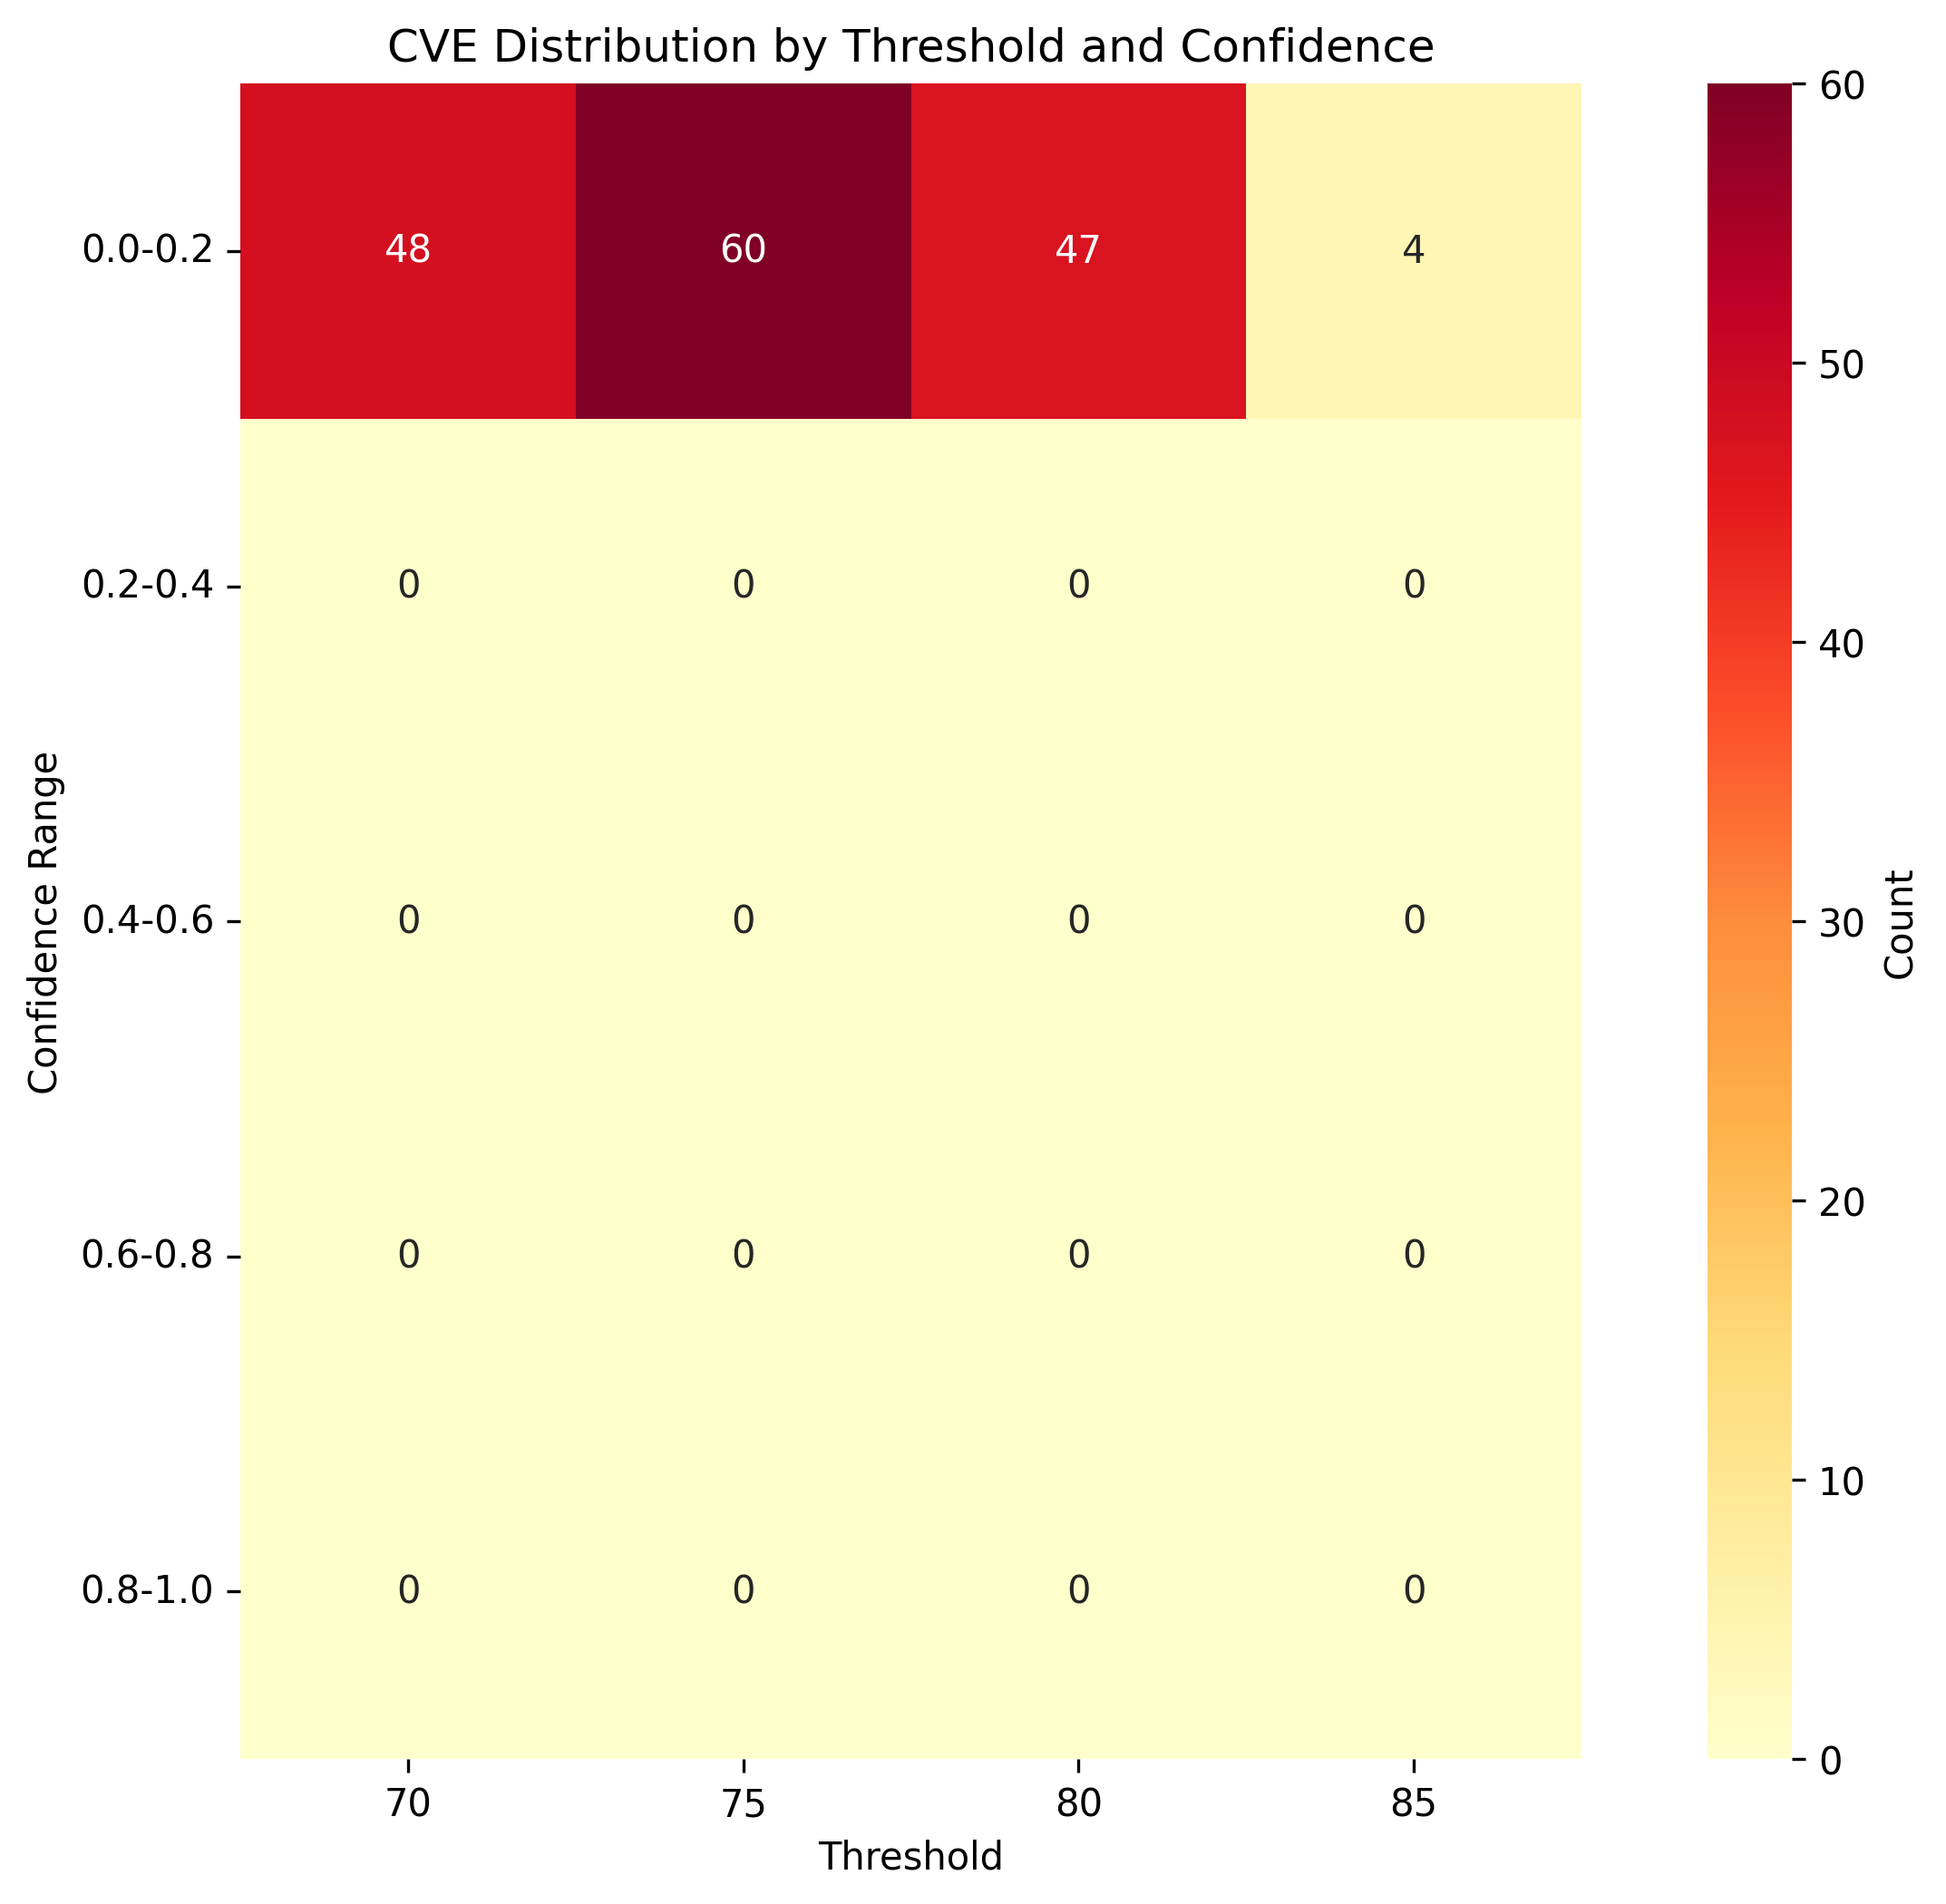 CVE Distribution by Threshold and Confidence
Confidence Range
0.0-0.2 48 60 47 4
0.2-0.4 0 0 0 0
0.4-0.6 0 0 0 0
0.6-0.8 0 0 0 0
0.8-1.0 0 0 0 0
70 75 80 85
Threshold
60
50
40
30
20
10
0
Count